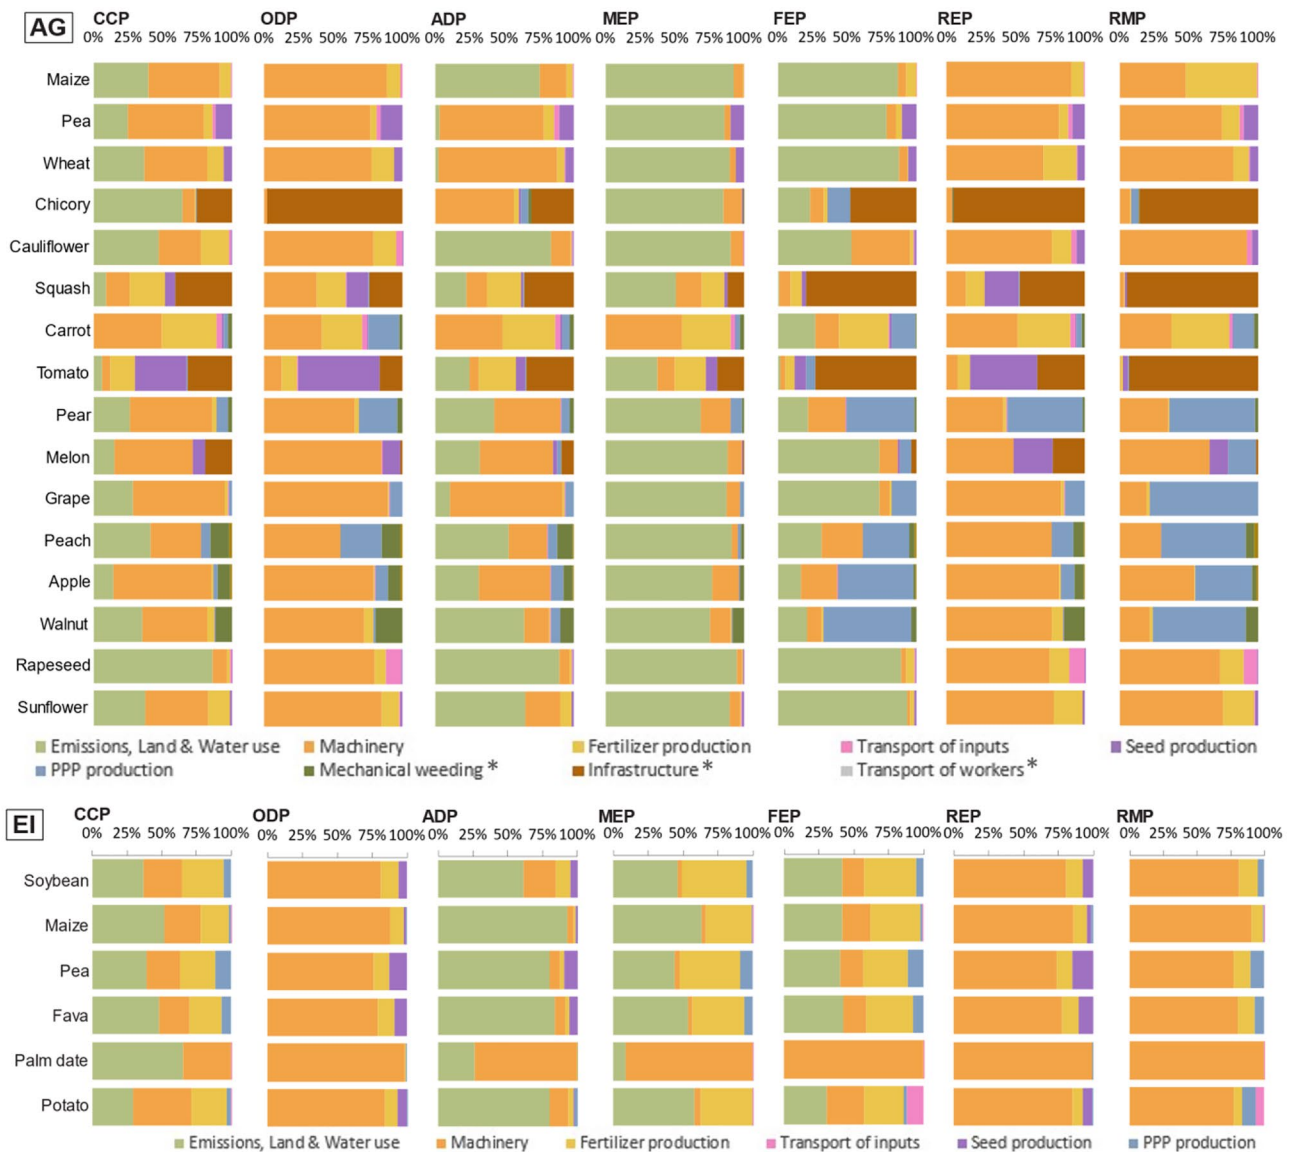 AG
CCP ODP ADP MEP FEP REP RMP
0% 25% 50% 75% 100% 0% 25% 50% 75% 100% 0% 25% 50% 75% 100% 0% 25% 50% 75% 100% 0% 25% 50% 75% 100% 0% 25% 50% 75% 100% 0% 25% 50% 75% 100%
Maize
Pea
Wheat
Chicory
Cauliflower
Squash
Carrot
Tomato
Pear
Melon
Grape
Peach
Apple
Walnut
Rapeseed
Sunflower
Emissions, Land & Water use Machinery Fertilizer production Transport of inputs Seed production
PPP production Mechanical weeding* Infrastructure* Transport of workers*
EI
CCP ODP ADP MEP FEP REP RMP
0% 25% 50% 75% 100% 0% 25% 50% 75% 100% 0% 25% 50% 75% 100% 0% 25% 50% 75% 100% 0% 25% 50% 75% 100% 0% 25% 50% 75% 100% 0% 25% 50% 75% 100%
Soybean
Maize
Pea
Fava
Palm date
Potato
Emissions, Land & Water use Machinery Fertilizer production Transport of inputs Seed production PPP production